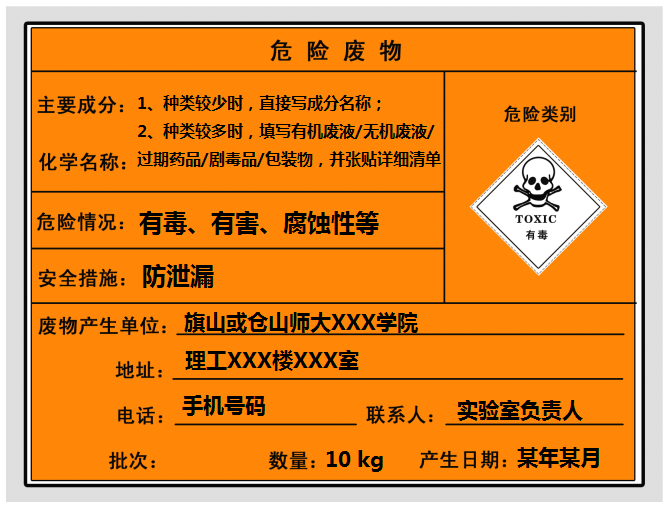 危险废物
主要成分：1、种类较少时，直接写成分名称；
2、种类较多时，填写有机废液/无机废液/
化学名称：过期药品/剧毒品/包装物，并张贴详细清单
危险类别
TOXIC
有毒
危险情况：有毒、有害、腐蚀性等
安全措施：防泄漏
废物产生单位：旗山或仓山师大XXX学院
地址：理工XXX楼XXX室
电话：手机号码 联系人：实验室负责人
批次： 数量：10 kg 产生日期：某年某月